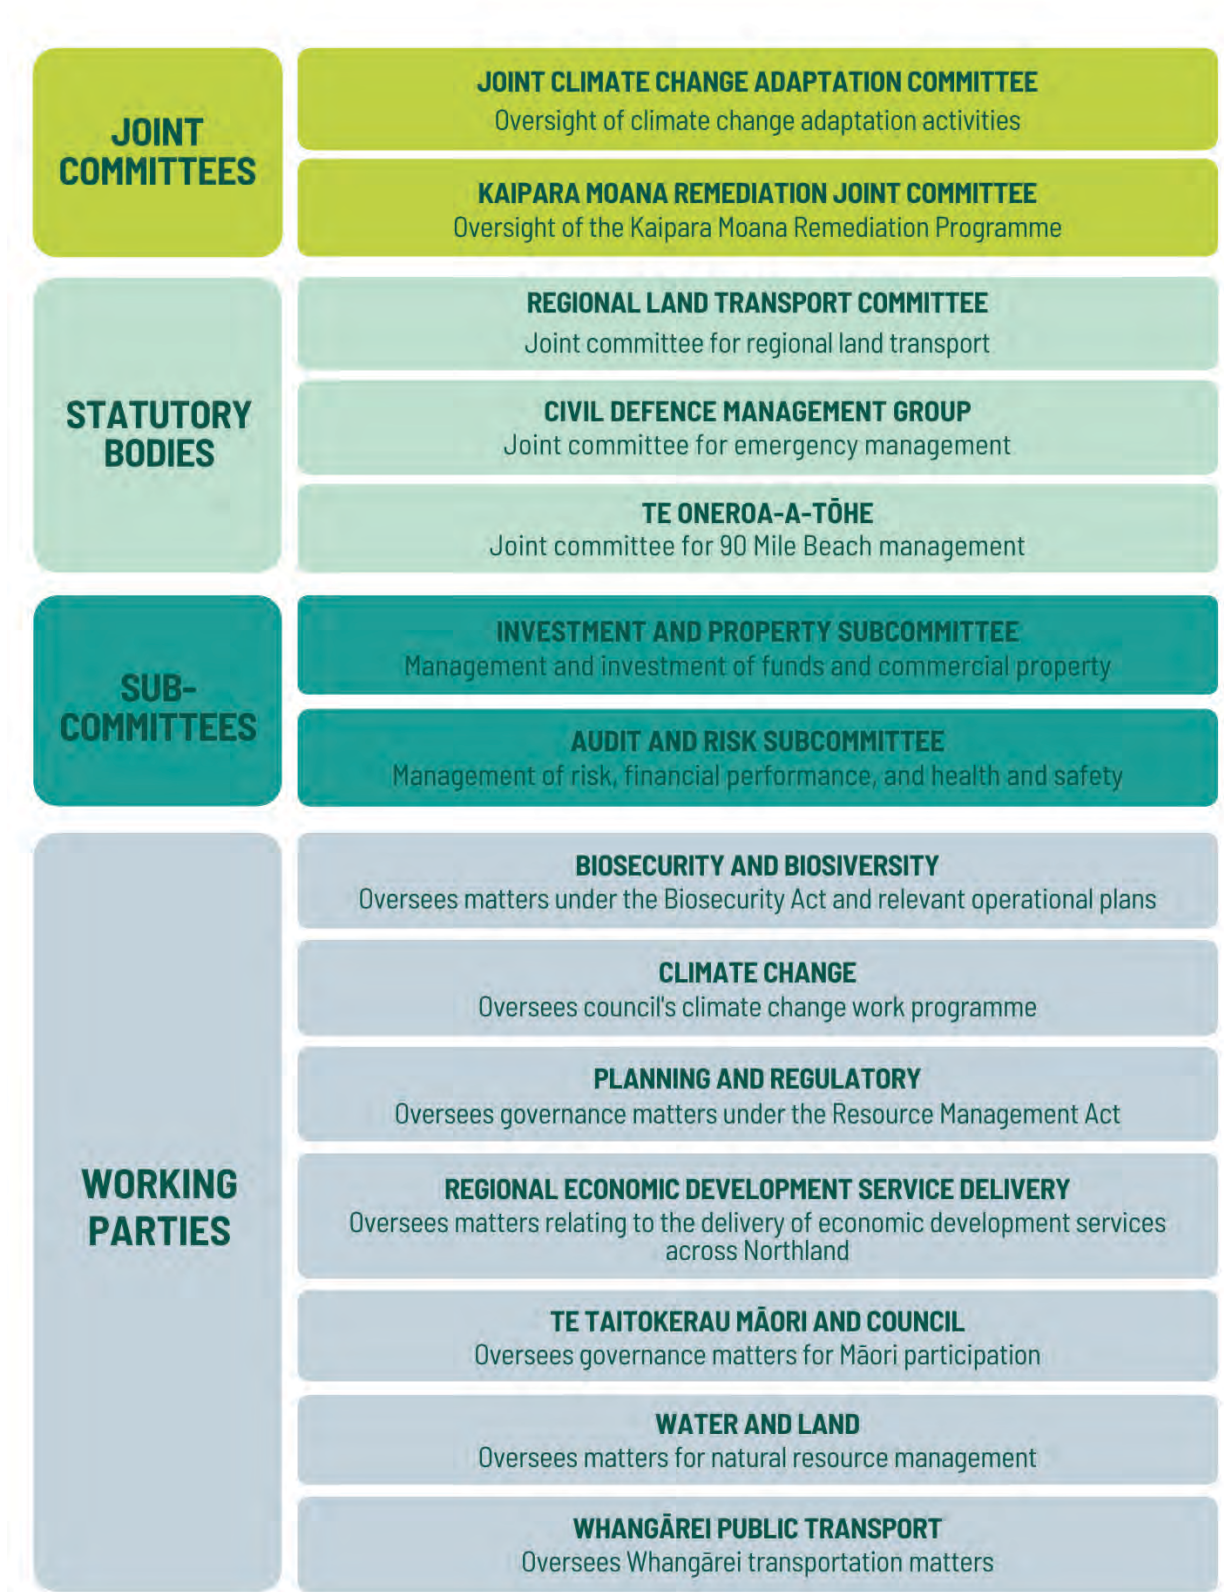 JOINT
COMMITTEES
JOINT CLIMATE CHANGE ADAPTATION COMMITTEE
Oversight of climate change adaptation activities
KAIPARA MOANA REMEDIATION JOINT COMMITTEE
Oversight of the Kaipara Moana Remediation Programme
STATUTORY
BODIES
REGIONAL LAND TRANSPORT COMMITTEE
Joint committee for regional land transport
CIVIL DEFENCE MANAGEMENT GROUP
Joint committee for emergency management
TE ONEROA-A-TŌHE
Joint committee for 90 Mile Beach management
SUB-
COMMITTEES
INVESTMENT AND PROPERTY SUBCOMMITTEE
Management and investment of funds and commercial property
AUDIT AND RISK SUBCOMMITTEE
Management of risk, financial performance, and health and safety
WORKING
PARTIES
BIOSECURITY AND BIOSIVERSITY
Oversees matters under the Biosecurity Act and relevant operational plans
CLIMATE CHANGE
Oversees council's climate change work programme
PLANNING AND REGULATORY
Oversees governance matters under the Resource Management Act
REGIONAL ECONOMIC DEVELOPMENT SERVICE DELIVERY
Oversees matters relating to the delivery of economic development services
across Northland
TE TAITOKERAU MĀORI AND COUNCIL
Oversees governance matters for Māori participation
WATER AND LAND
Oversees matters for natural resource management
WHANGĀREI PUBLIC TRANSPORT
Oversees Whangārei transportation matters